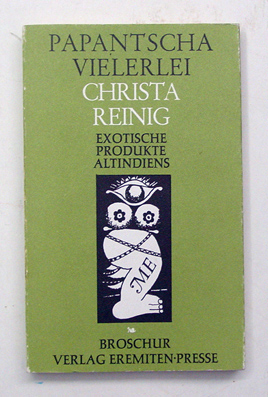 PAPANTSCHA
VIELERLEI
CHRISTA
REINIG
EXOTISCHE
PRODUKTE
ALTINDIENS
ME
BROSCHUR
VERLAG EREMITEN-PRESSE